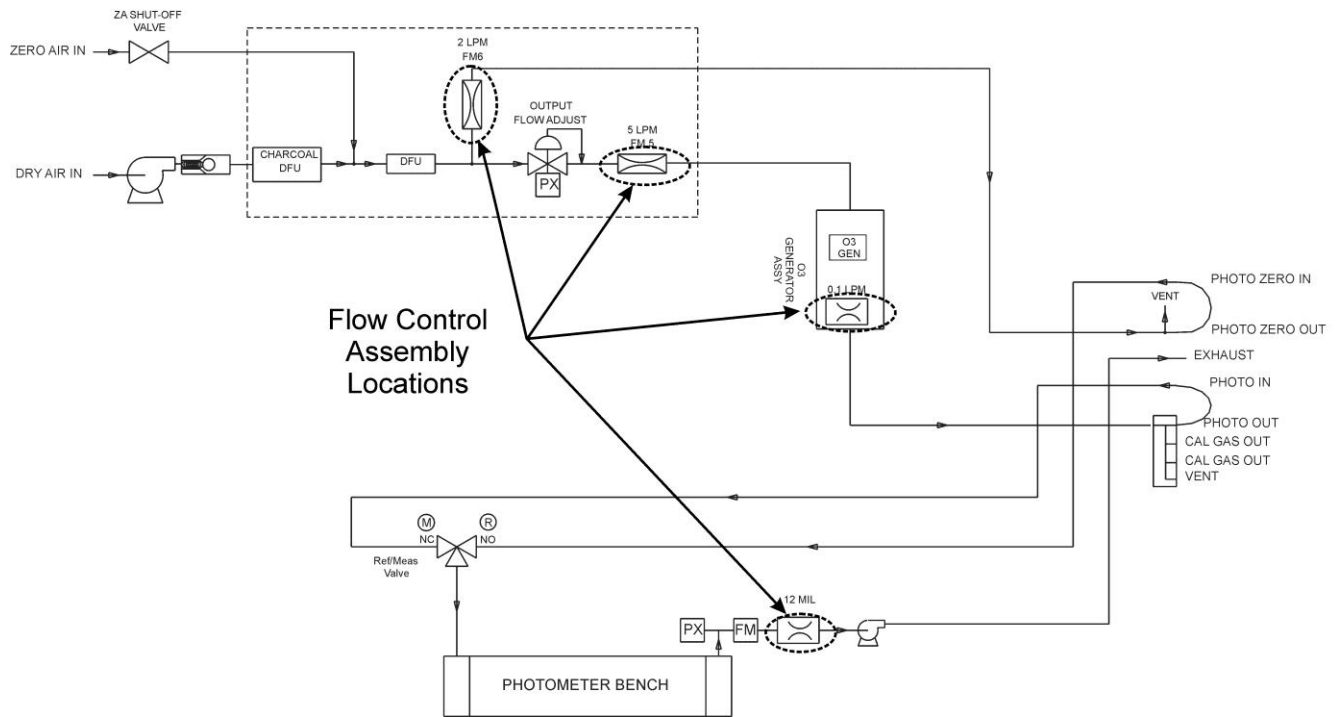 ZA SHUT-OFF
VALVE
ZERO AIR IN
2 LPM
FM6
OUTPUT
FLOW ADJUST
5 LPM
FM 5
CHARCOAL
DFU
DFU
PX
DRY AIR IN
O3
GENERATOR
ASSY
O3
GEN
0.1 LPM
PHOTO ZERO IN
VENT
PHOTO ZERO OUT
EXHAUST
PHOTO IN
PHOTO OUT
CAL GAS OUT
CAL GAS OUT
VENT
Flow Control
Assembly
Locations
M
R
NC
NO
Ref/Meas
Valve
12 MIL
PX
FM
PHOTOMETER BENCH